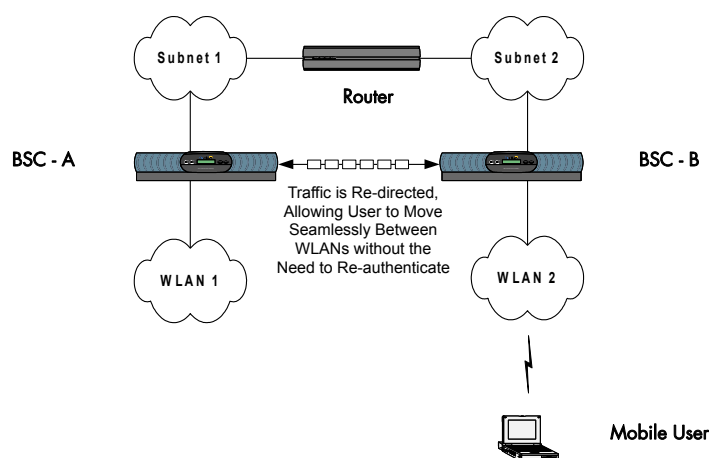 Subnet 1
Subnet 2
Router
BSC - A
BSC - B
Traffic is Re-directed,
Allowing User to Move
Seamlessly Between
WLANs without the
Need to Re-authenticate
WLAN 1
WLAN 2
Mobile User